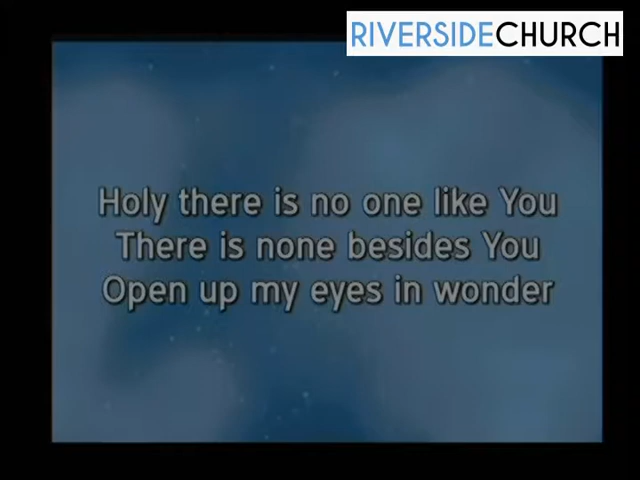 RIVERSIDECHURCH
Holy there is no one like You
There is none besides You
Open up my eyes in wonder